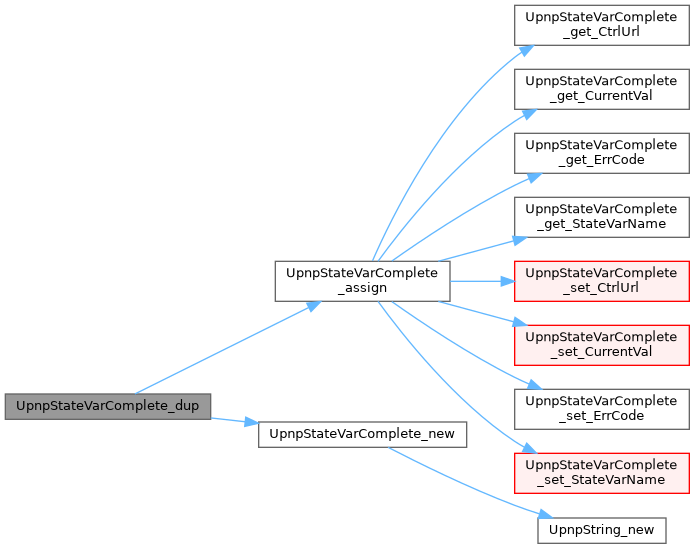 UpnpStateVarComplete_dup
UpnpStateVarComplete
_assign
UpnpStateVarComplete
_get_CtrlUrl
UpnpStateVarComplete
_get_CurrentVal
UpnpStateVarComplete
_get_ErrCode
UpnpStateVarComplete
_get_StateVarName
UpnpStateVarComplete
_set_CtrlUrl
UpnpStateVarComplete
_set_CurrentVal
UpnpStateVarComplete
_set_ErrCode
UpnpStateVarComplete
_set_StateVarName
UpnpStateVarComplete_new
UpnpString_new